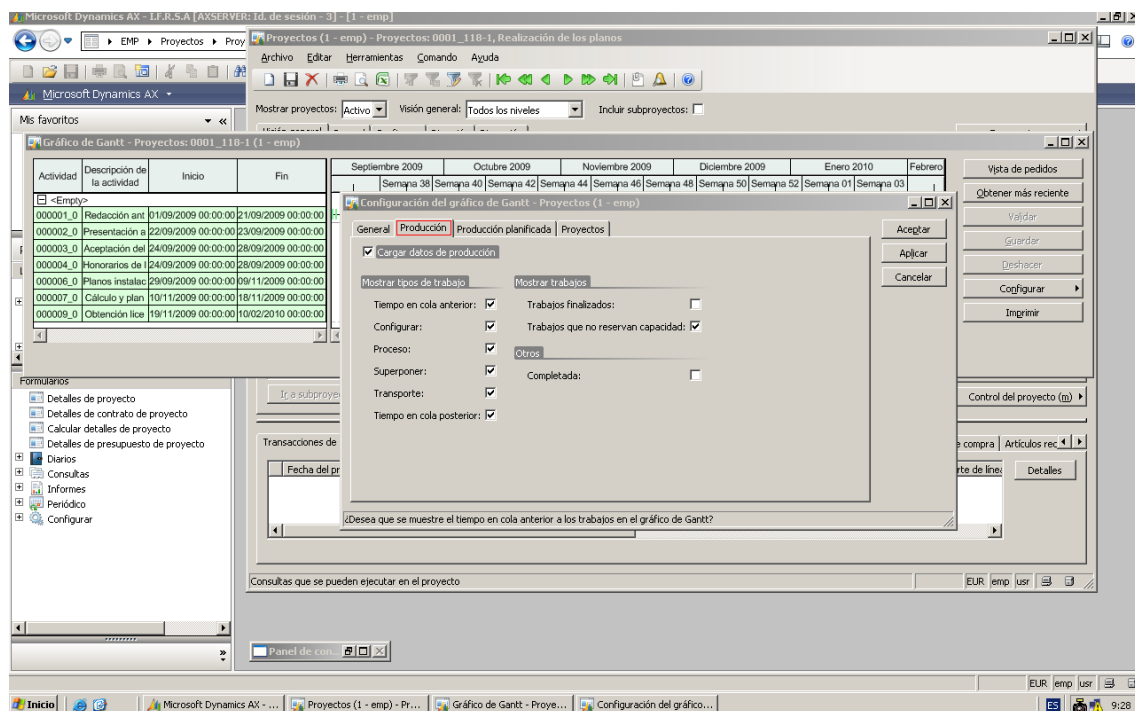 Microsoft Dynamics AX - I.F.R.S.A [AXSERVER: Id. de sesión - 3] - [1 - emp]
EMP Proyectos Proy
Microsoft Dynamics AX
Mis favoritos
Proyectos (1 - emp) - Proyectos: 0001_118-1, Realización de los planos
Archivo Editar Herramientas Comando Ayuda
Mostrar proyectos: Activo Visión general: Todos los niveles Incluir subproyectos:
Gráfico de Gantt - Proyectos: 0001_118-1 (1 - emp)
Actividad Descripción de la actividad Inicio Fin
Septiembre 2009 Octubre 2009 Noviembre 2009 Diciembre 2009 Enero 2010 Febrero
Semana 38 Semana 40 Semana 42 Semana 44 Semana 46 Semana 48 Semana 50 Semana 52 Semana 01 Semana 03
<Empty>
000001_0 Redacción ant 01/09/2009 00:00:00 21/09/2009 00:00:00
000002_0 Presentación a 22/09/2009 00:00:00 23/09/2009 00:00:00
000003_0 Aceptación del 24/09/2009 00:00:00 28/09/2009 00:00:00
000004_0 Honorarios de l 24/09/2009 00:00:00 28/09/2009 00:00:00
000006_0 Planos instalac 29/09/2009 00:00:00 09/11/2009 00:00:00
000007_0 Cálculo y plan 10/11/2009 00:00:00 18/11/2009 00:00:00
000009_0 Obtención lice 19/11/2009 00:00:00 10/02/2010 00:00:00
Vista de pedidos
Obtener más reciente
Validar
Guardar
Deshacer
Configurar
Imprimir
Configuración del gráfico de Gantt - Proyectos (1 - emp)
General Producción Producción planificada Proyectos
Cargar datos de producción
Mostrar tipos de trabajo
Tiempo en cola anterior:
Configurar:
Proceso:
Superponer:
Transporte:
Tiempo en cola posterior:
Mostrar trabajos
Trabajos finalizados:
Trabajos que no reservan capacidad:
Otros
Completada:
Aceptar
Aplicar
Cancelar
¿Desea que se muestre el tiempo en cola anterior a los trabajos en el gráfico de Gantt?
Formularios
Detalles de proyecto
Detalles de contrato de proyecto
Calcular detalles de proyecto
Detalles de presupuesto de proyecto
Diarios
Consultas
Informes
Periódico
Configurar
Ir a subproye
Control del proyecto (m)
Transacciones de
e compra Artículos rec
Fecha del pr
rte de líne
Detalles
Consultas que se pueden ejecutar en el proyecto
EUR emp usr
Panel de con...
EUR emp usr
Inicio Microsoft Dynamics AX - ... Proyectos (1 - emp) - Pr... Gráfico de Gantt - Proye... Configuración del gráfico... ES 9:28